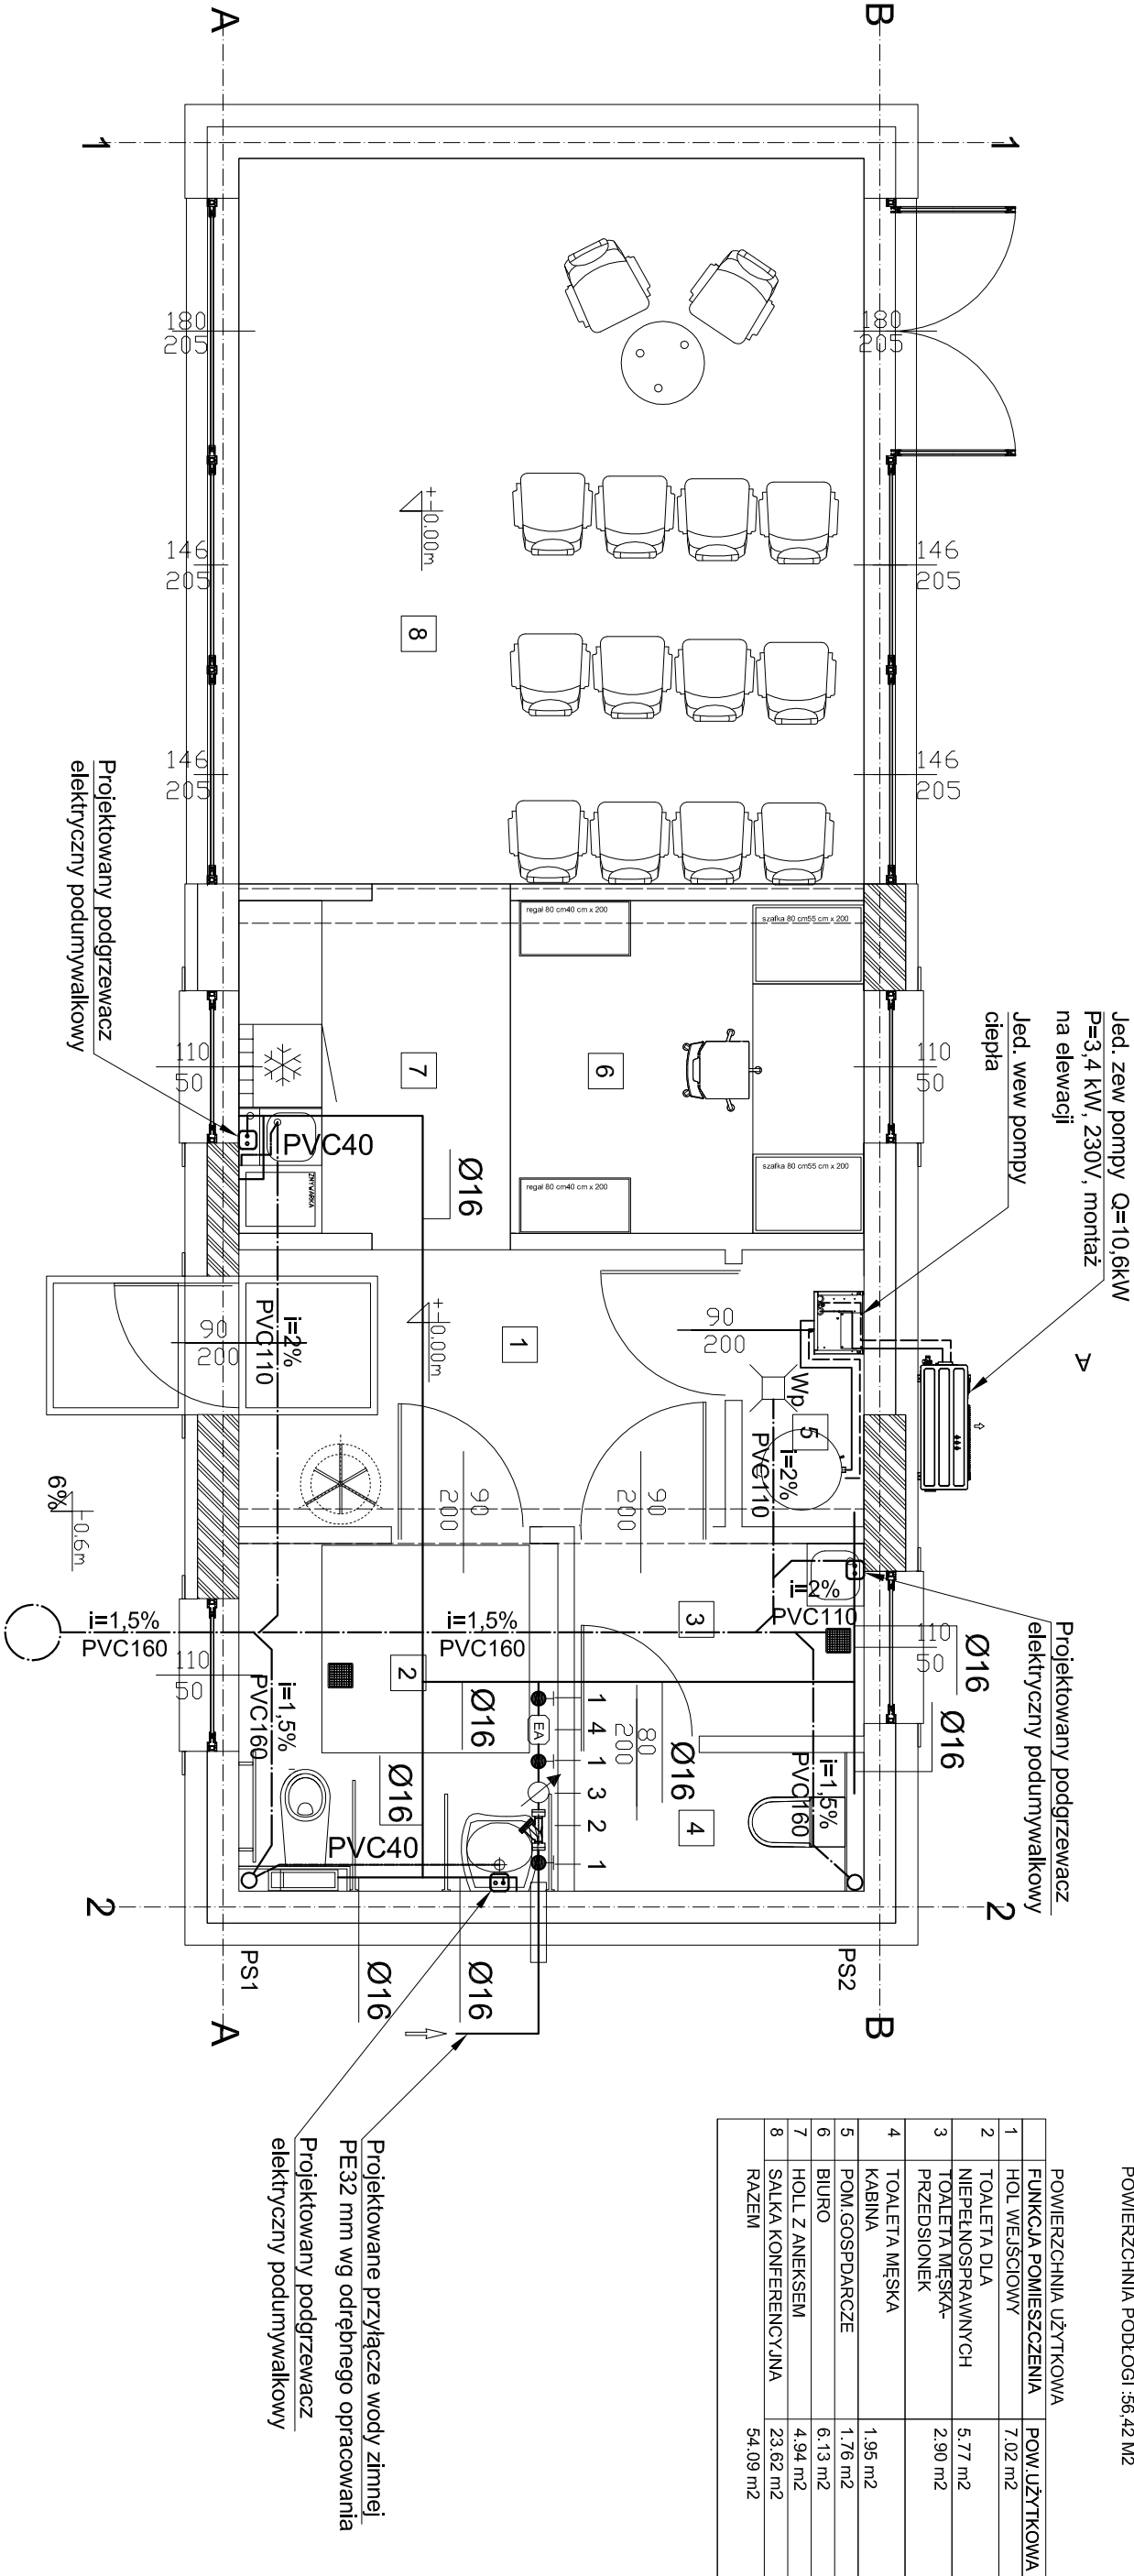 A
B
1
1
180
205
180
205
+-0.00m
146
205
146
205
8
146
205
146
205
Projektowany podgrzewacz
elektryczny podumywalkowy
regał 80 cm40 cm x 200
szafka 80 cm55 cm x 200
Jed. zew pompy Q=10,6kW
P=3,4 kW, 230V, montaż
na elewacji
Jed. wew pompy
ciepła
110
50
7
6
110
50
PVC40
ZMYWARKA
Ø16
regał 80 cm40 cm x 200
szafka 80 cm55 cm x 200
i=2%
PVC110
90
200
+-0.00m
1
90
200
A
Wp
5
i=2%
PVC110
90
200
90
200
6%
-0.6m
i=1,5%
PVC160
i=1,5%
PVC160
i=2%
PVC110
3
110
50
Ø16
Projektowany podgrzewacz
elektryczny podumywalkowy
110
50
i=1,5%
PVC160
2
Ø16
1
EA
4
1
3
2
1
80
200
Ø16
Ø16
i=1,5%
PVC160
4
Ø16
PVC40
2
2
PS1
PS2
Ø16
Ø16
A
B
Projektowane przyłącze wody zimnej
PE32 mm wg odrębnego opracowania
Projektowany podgrzewacz
elektryczny podumywalkowy
POWIERZCHNIA PODŁOGI :56,42 M2
POWIERZCHNIA UŻYTKOWA
FUNKCJA POMIESZCZENIA POW.UŻYTKOWA
1 HOL WEJŚCIOWY 7.02 m2
2 TOALETA DLA
NIEPEŁNOSPRAWNYCH 5.77 m2
3 TOALETA MĘSKA-
PRZEDSIONEK 2.90 m2
4 TOALETA MĘSKA
KABINA 1.95 m2
5 POM.GOSPDARCZE 1.76 m2
6 BIURO 6.13 m2
7 HOLL Z ANEKSEM 4.94 m2
8 SALKA KONFERENCYJNA 23.62 m2
RAZEM 54.09 m2